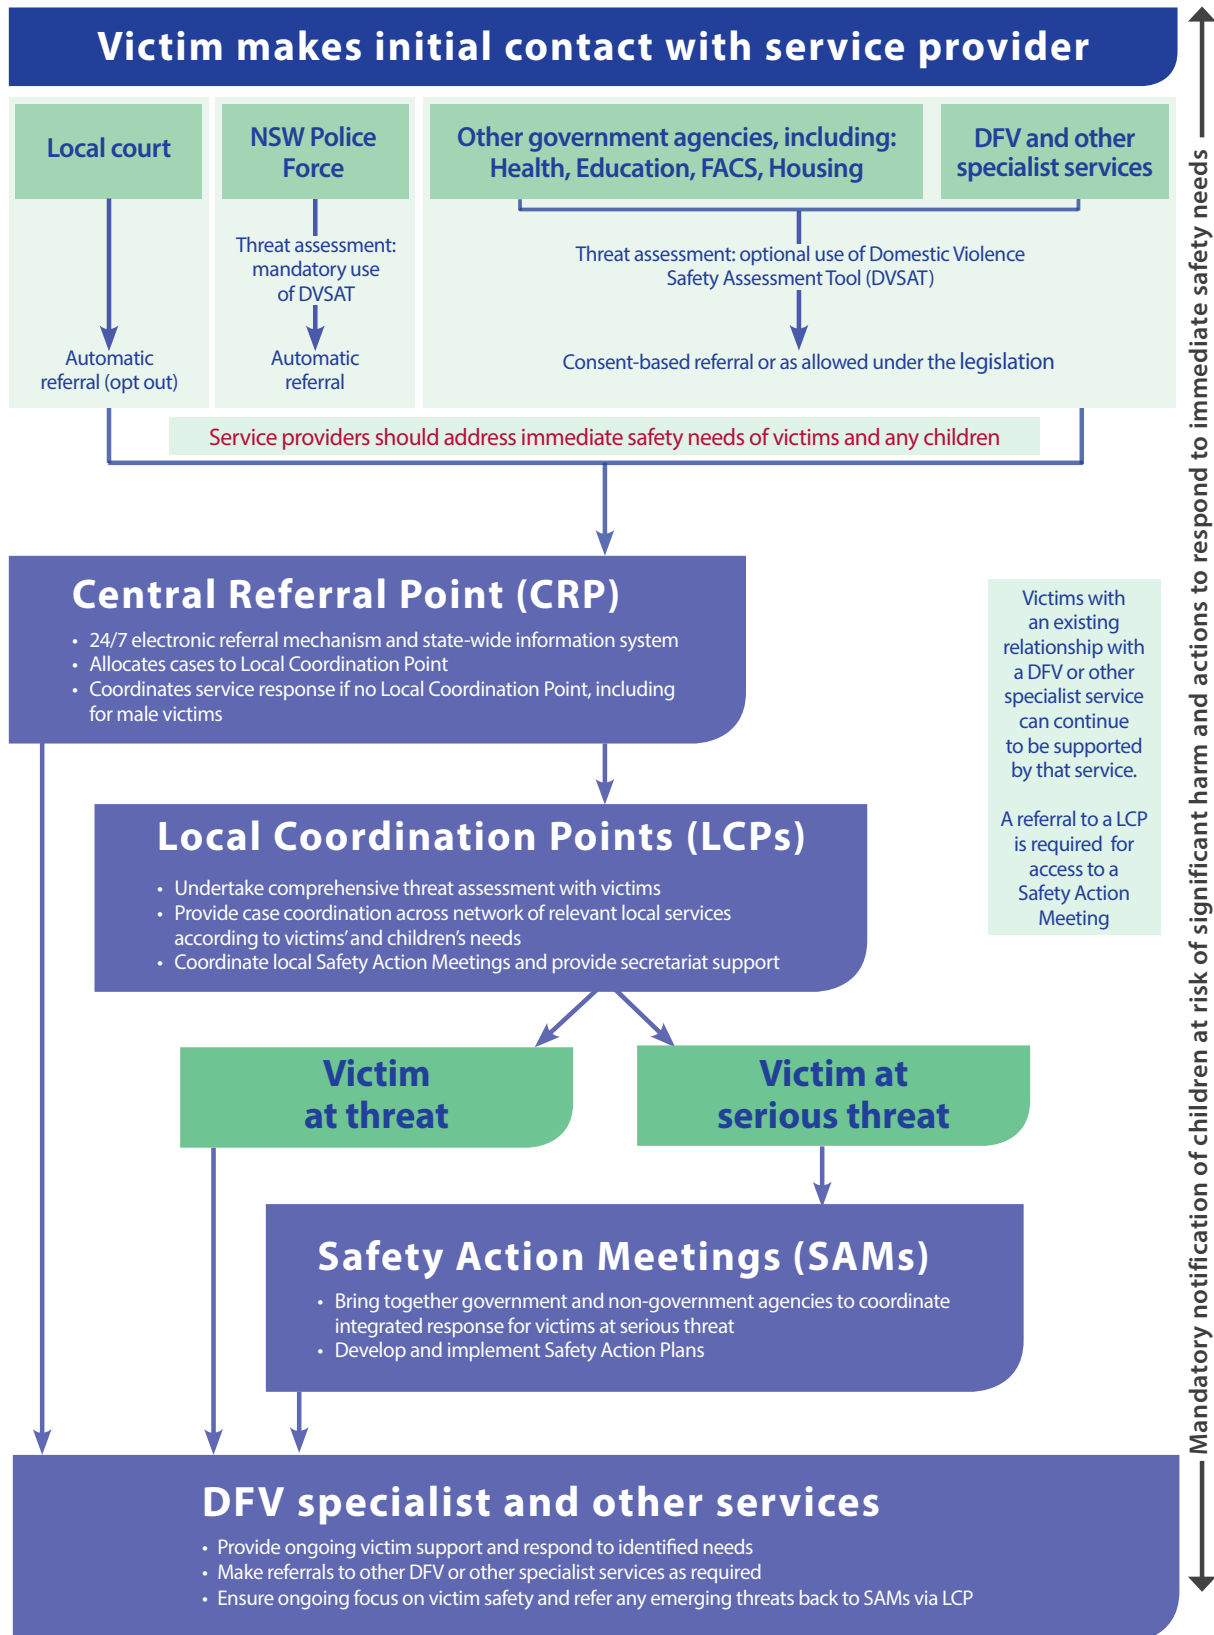 Victim makes initial contact with service provider
Local court
NSW Police
Force
Other government agencies, including:
Health, Education, FACS, Housing
DFV and other
specialist services
Threat assessment:
mandatory use
of DVSAT
Threat assessment: optional use of Domestic Violence
Safety Assessment Tool (DVSAT)
Automatic
referral (opt out)
Automatic
referral
Consent-based referral or as allowed under the legislation
Service providers should address immediate safety needs of victims and any children
Central Referral Point (CRP)
• 24/7 electronic referral mechanism and state-wide information system
• Allocates cases to Local Coordination Point
• Coordinates service response if no Local Coordination Point, including
for male victims
Victims with
an existing
relationship with
a DFV or other
specialist service
can continue
to be supported
by that service.
A referral to a LCP
is required for
access to a
Safety Action
Meeting
Local Coordination Points (LCPs)
• Undertake comprehensive threat assessment with victims
• Provide case coordination across network of relevant local services
according to victims' and children's needs
• Coordinate local Safety Action Meetings and provide secretariat support
Victim
at threat
Victim at
serious threat
Safety Action Meetings (SAMs)
• Bring together government and non-government agencies to coordinate
integrated response for victims at serious threat
• Develop and implement Safety Action Plans
DFV specialist and other services
• Provide ongoing victim support and respond to identified needs
• Make referrals to other DFV or other specialist services as required
• Ensure ongoing focus on victim safety and refer any emerging threats back to SAMs via LCP
Mandatory notification of children at risk of significant harm and actions to respond to immediate safety needs